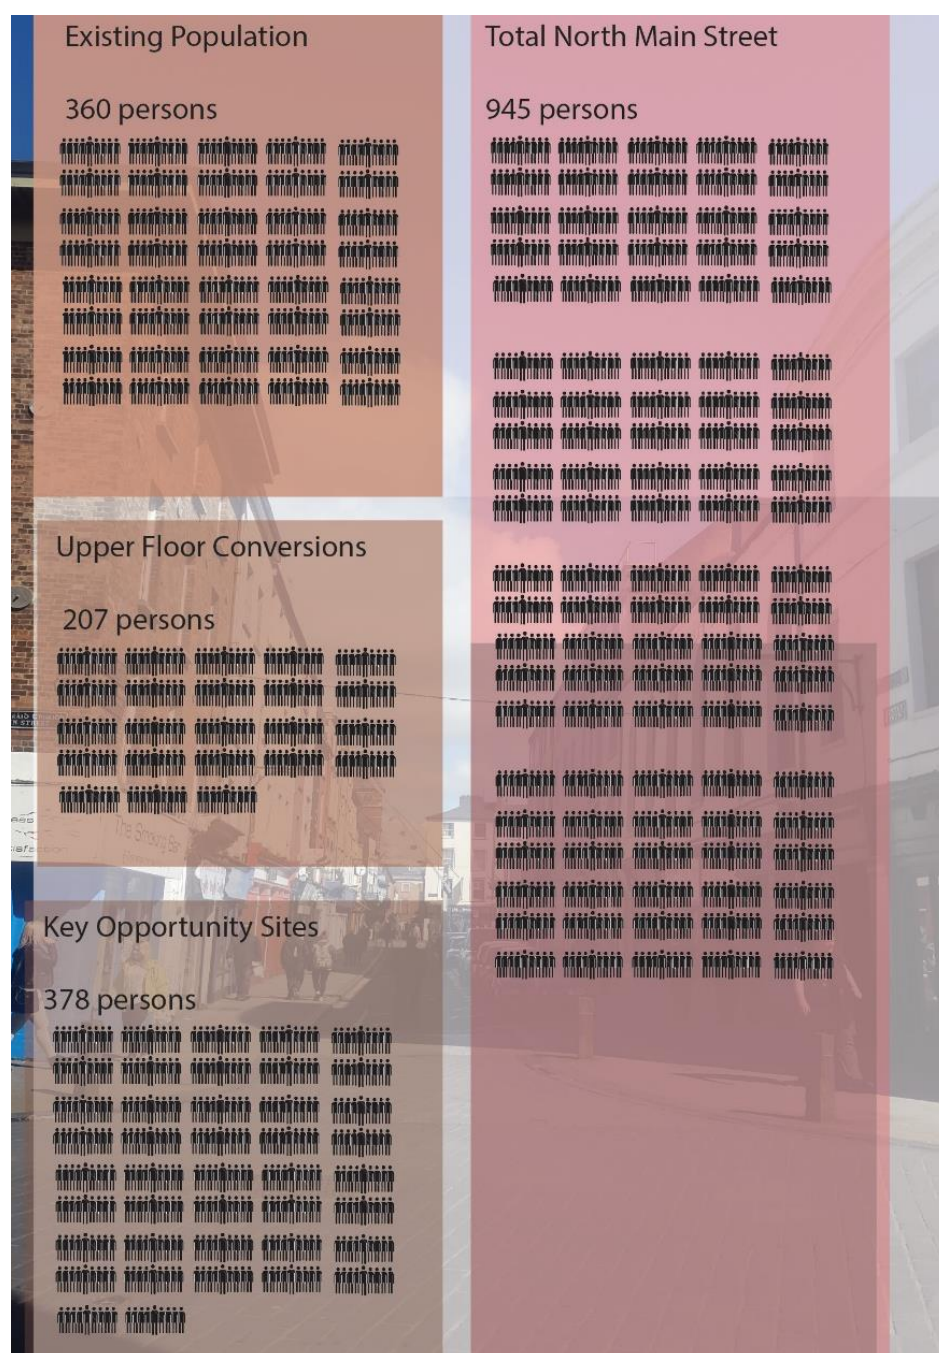 Existing Population
360 persons
Upper Floor Conversions
207 persons
Key Opportunity Sites
378 persons
Total North Main Street
945 persons